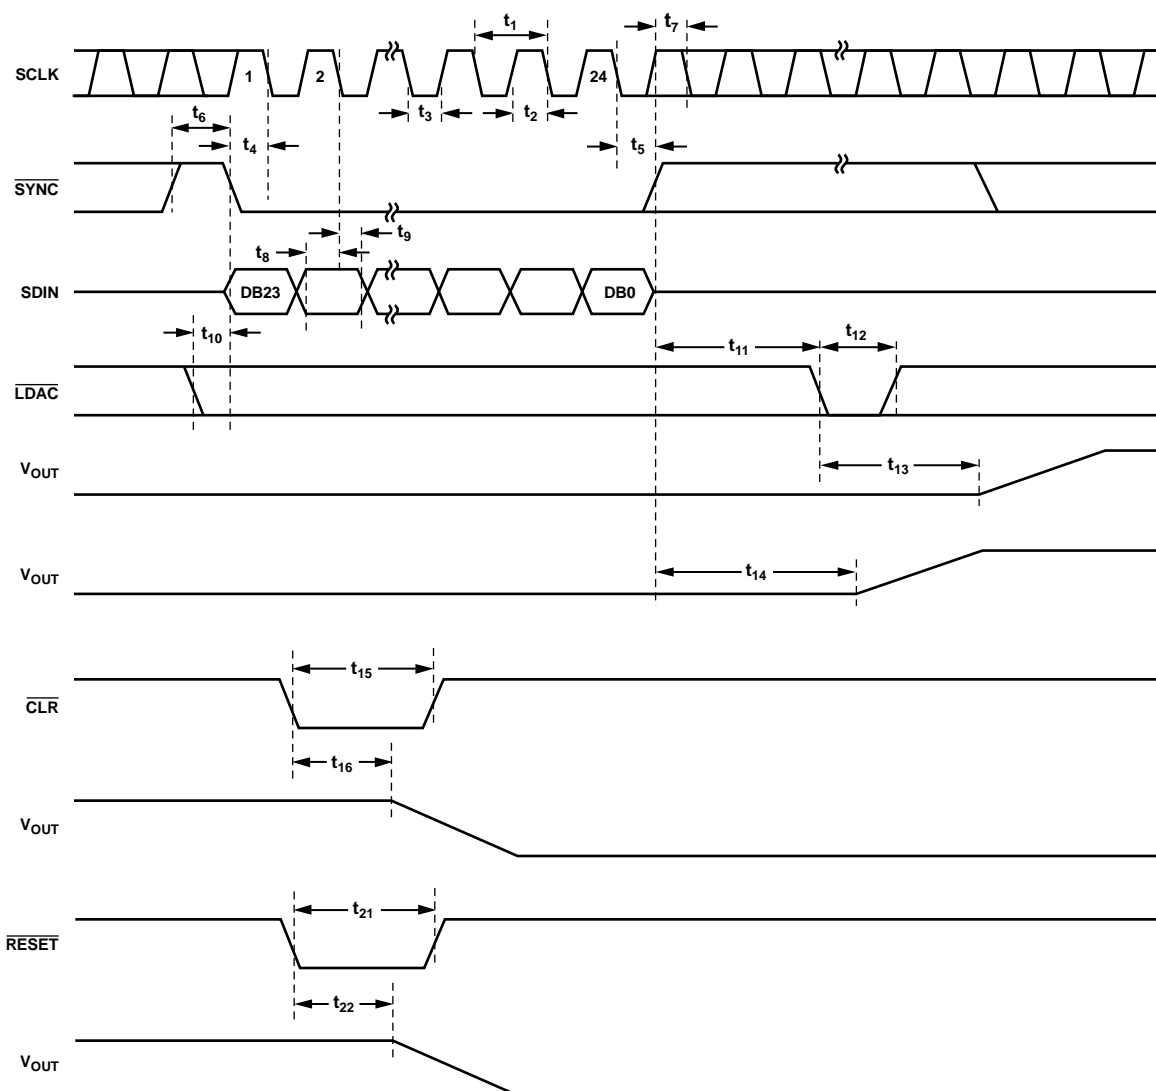 t1
t7
SCLK
1
2
24
t3
t2
t6
t4
t5
SYNC
t9
t8
SDIN
DB23
DB0
t10
t11
t12
LDAC
VOUT
t13
VOUT
t14
t15
CLR
t16
VOUT
t21
RESET
t22
VOUT